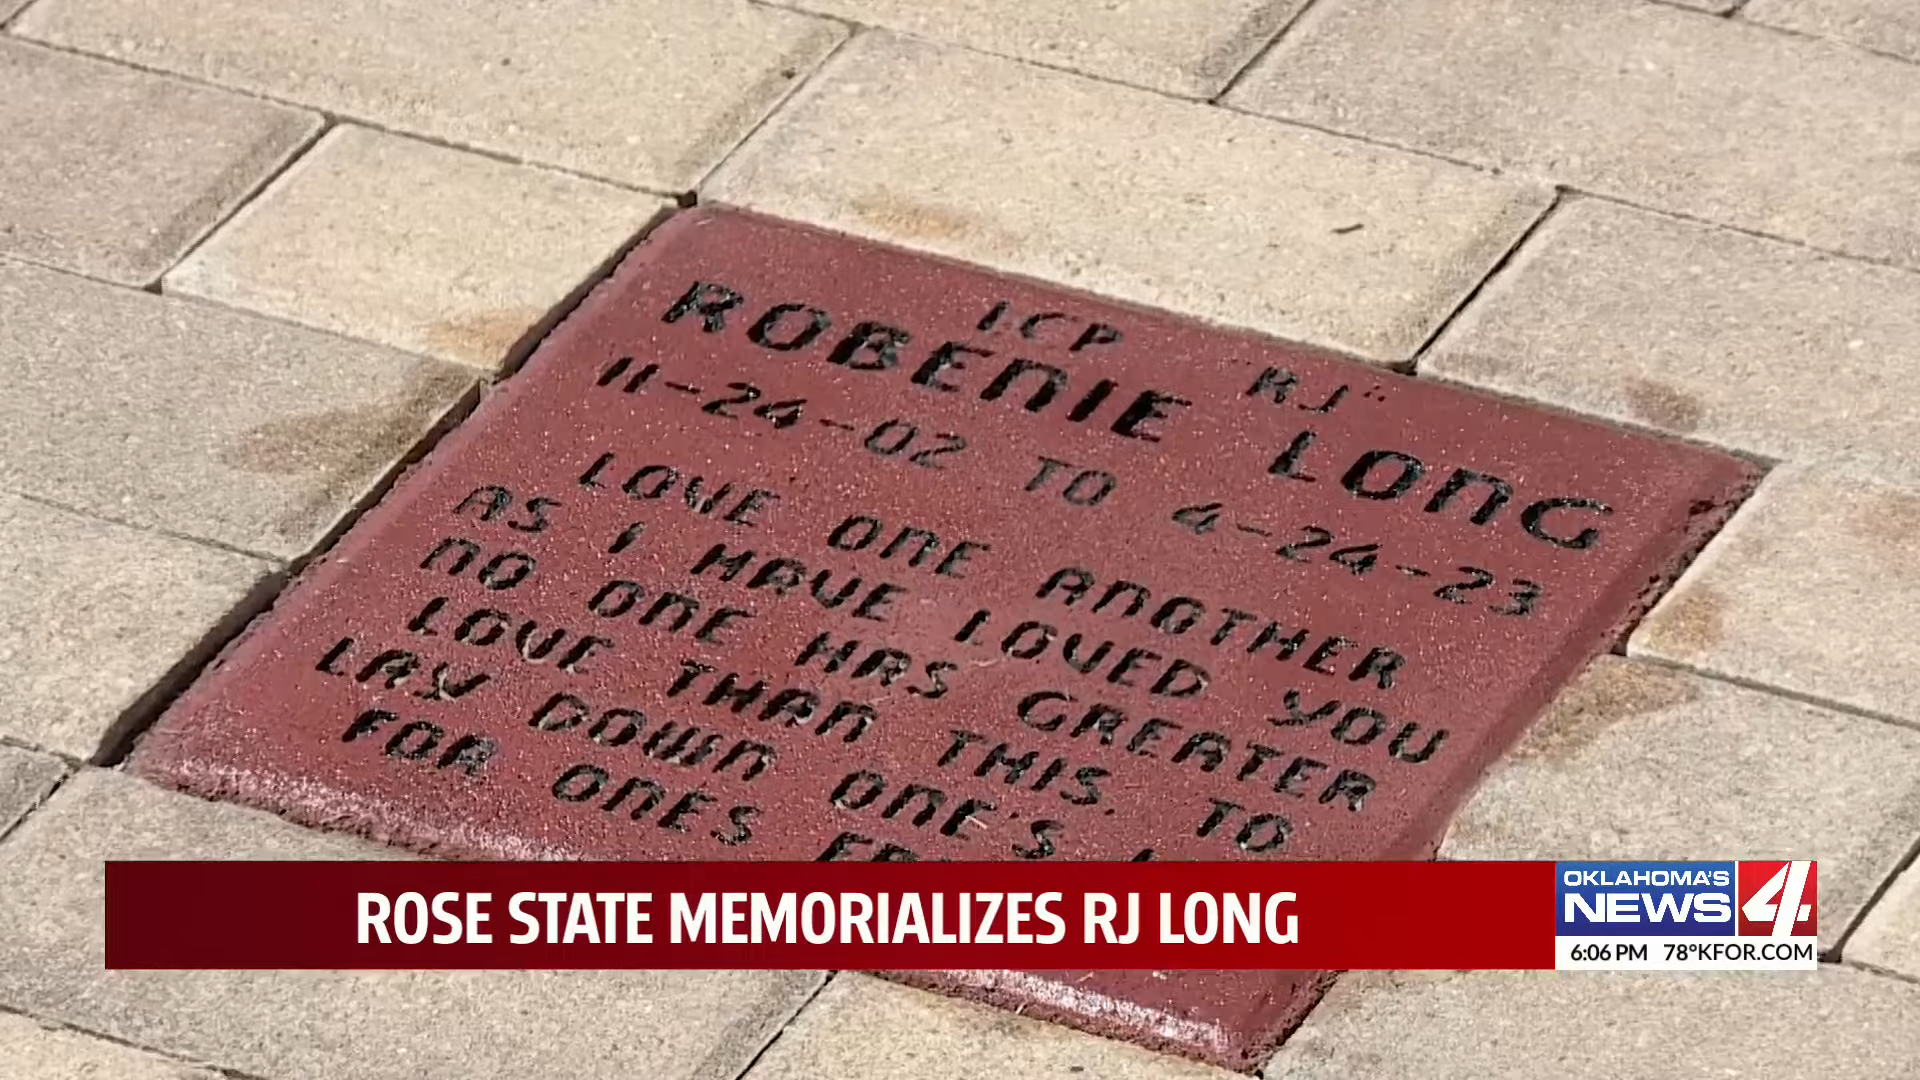 LCP "RJ"
ROBENIE LONG
11-24-02 TO 4-24-23
LOVE ONE ANOTHER
AS I HAVE LOVED YOU
NO ONE HAS GREATER
LOVE THAN THIS. TO
LAY DOWN ONE'S
FOR ONES
ROSE STATE MEMORIALIZES RJ LONG
OKLAHOMA'S
NEWS 4
6:06 PM 78° KFOR.COM